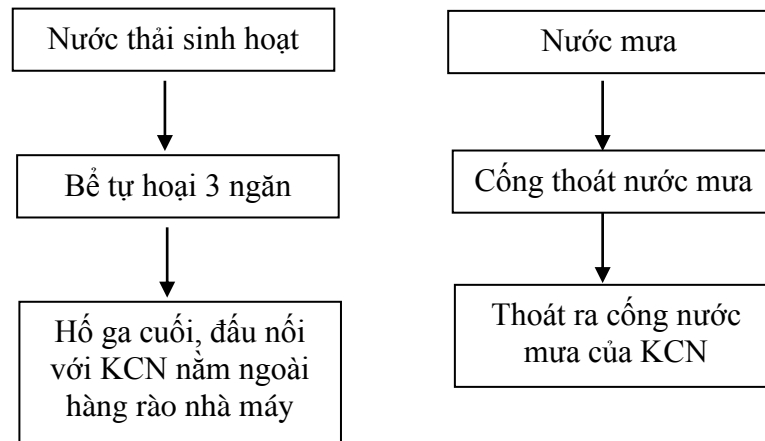 Nước thải sinh hoạt
Bể tự hoại 3 ngăn
Hố ga cuối, đấu nối
với KCN nằm ngoài
hàng rào nhà máy
Nước mưa
Cống thoát nước mưa
Thoát ra cống nước
mưa của KCN